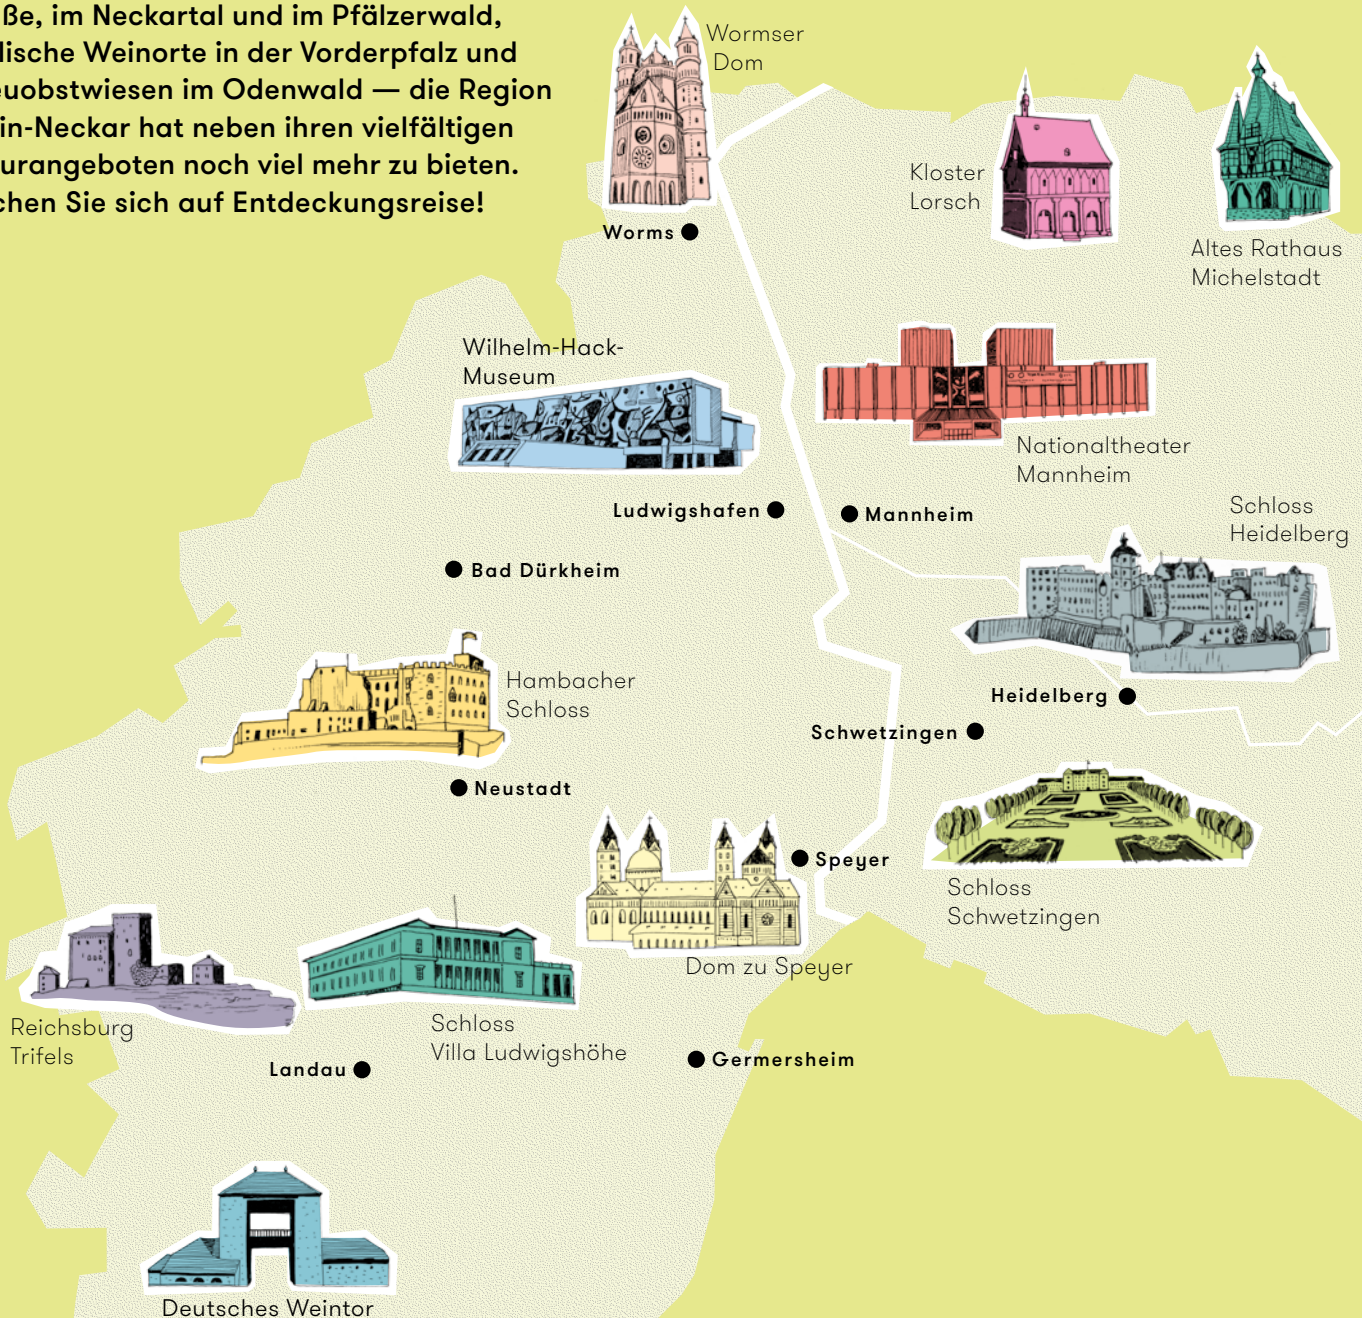 ße, im Neckartal und im Pfälzerwald,
lische Weinorte in der Vorderpfalz und
euobstwiesen im Odenwald — die Region
in-Neckar hat neben ihren vielfältigen
urangeboten noch viel mehr zu bieten.
chen Sie sich auf Entdeckungsreise!
Wormser
Dom
Kloster
Lorsch
Worms
Altes Rathaus
Michelstadt
Wilhelm-Hack-
Museum
Nationaltheater
Mannheim
Ludwigshafen
Mannheim
Schloss
Heidelberg
Bad Dürkheim
Hambacher
Schloss
Heidelberg
Schwetzingen
Neustadt
Speyer
Schloss
Schwetzingen
Dom zu Speyer
Reichsburg
Trifels
Schloss
Villa Ludwigshöhe
Landau
Germersheim
Deutsches Weintor